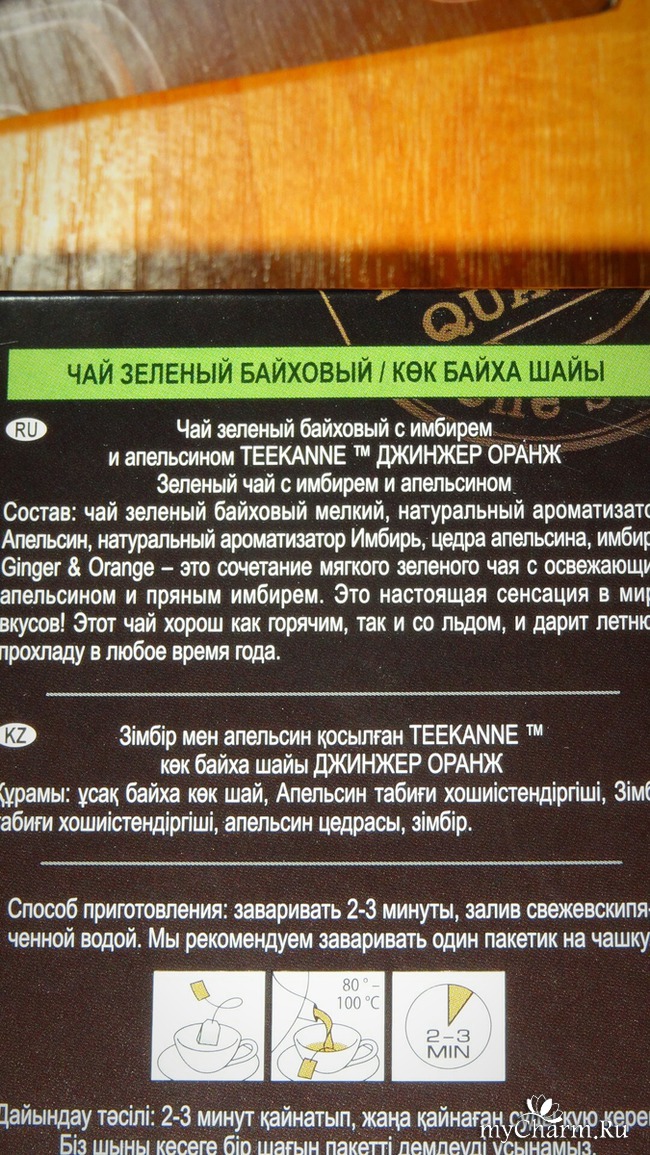 QUA
ЧАЙ ЗЕЛЕНЫЙ БАЙХОВЫЙ / КӨК БАЙХА ШАЙЫ
RU
Чай зеленый байховый с имбирем
и апельсином TEEKANNE ™ ДЖИНЖЕР ОРАНЖ
Зеленый чай с имбирем и апельсином
Состав: чай зеленый байховый мелкий, натуральный ароматизато
Апельсин, натуральный ароматизатор Имбирь, цедра апельсина, имбир
Ginger & Orange – это сочетание мягкого зеленого чая с освежающи
апельсином и пряным имбирем. Это настоящая сенсация в мир
вкусов! Этот чай хорош как горячим, так и со льдом, и дарит летню
прохладу в любое время года.
KZ
Зімбір мен апельсин қосылған TEEKANNE ™
көк байха шайы ДЖИНЖЕР ОРАНЖ
Құрамы: ұсақ байха көк шай, Апельсин табиғи хошиістендіргіші, Зімб
табиғи хошиістендіргіші, апельсин цедрасы, зімбір.
Способ приготовления: заваривать 2-3 минуты, залив свежевскипя-
ченной водой. Мы рекомендуем заваривать один пакетик на чашку
80 ° –
100 °C
2–3
MIN
Дайындау тәсілі: 2-3 минут қайнатып, жаңа қайнаған керек
Біз шыны кесеге бір шағын пакетті демдеуді ұсынамыз.
myCharm.Ru